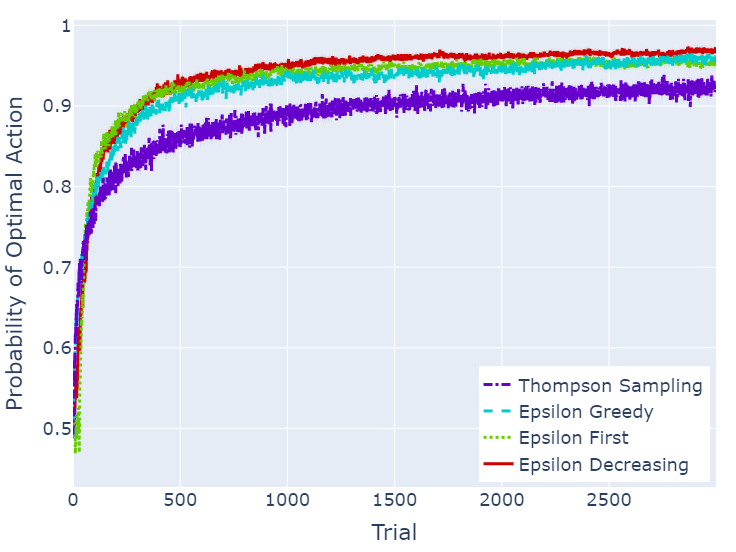 Probability of Optimal Action
1
0.9
0.8
0.7
0.6
0.5
0
500
1000
1500
2000
2500
Trial
Thompson Sampling
Epsilon Greedy
Epsilon First
Epsilon Decreasing